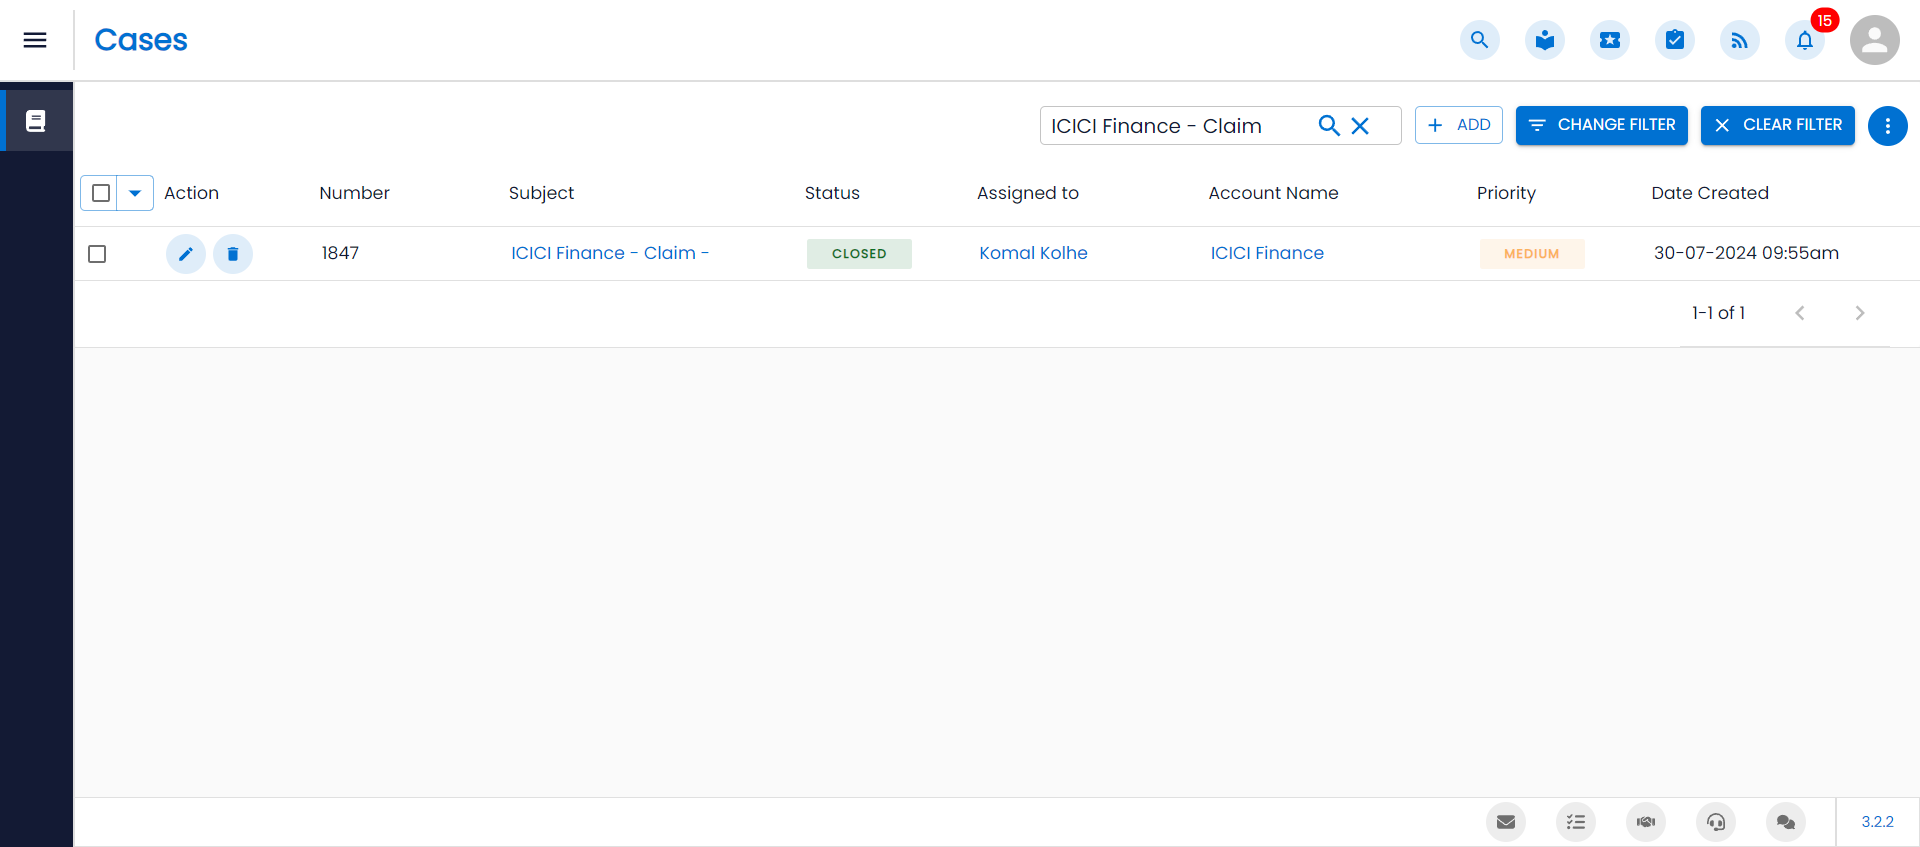 Cases
15
ICICI Finance - Claim
ADD
CHANGE FILTER
CLEAR FILTER
Action Number Subject Status Assigned to Account Name Priority Date Created
1847 ICICI Finance - Claim - CLOSED Komal Kolhe ICICI Finance MEDIUM 30-07-2024 09:55am
1-1 of 1
3.2.2